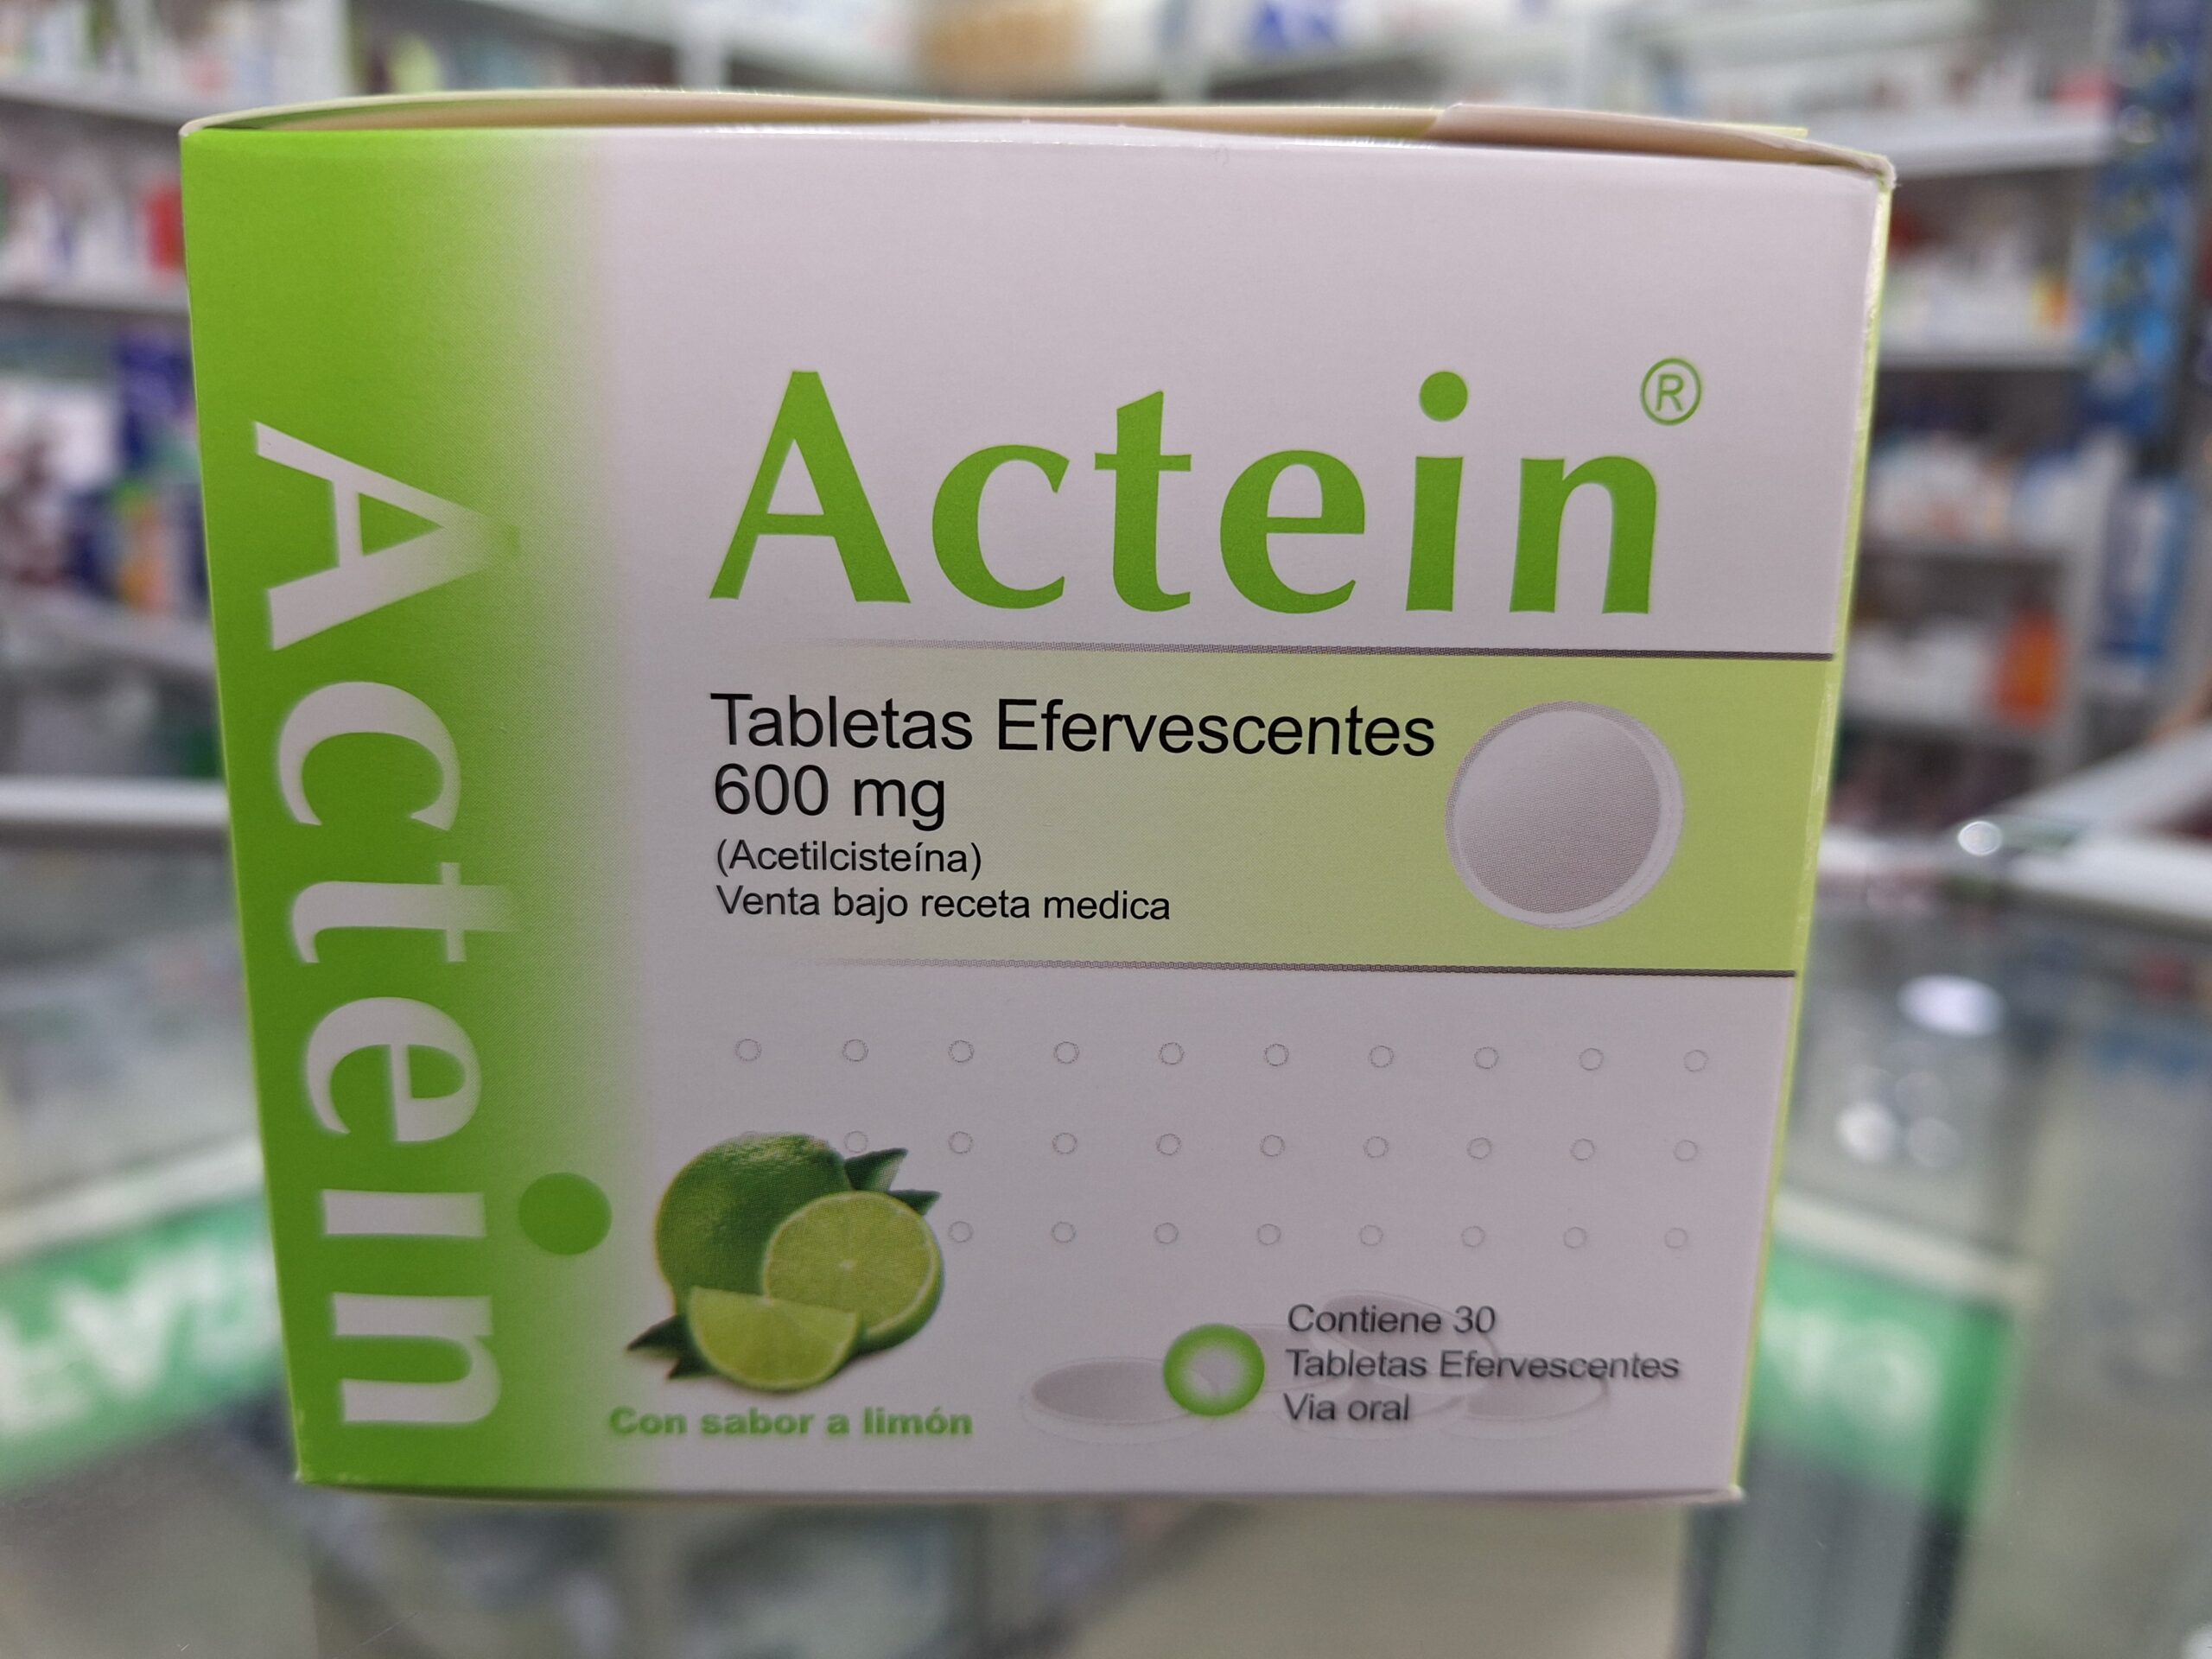 Actein
Actein®
Tabletas Efervescentes
600 mg
(Acetilcisteína)
Venta bajo receta medica
Con sabor a limón
Contiene 30
Tabletas Efervescentes
Via oral